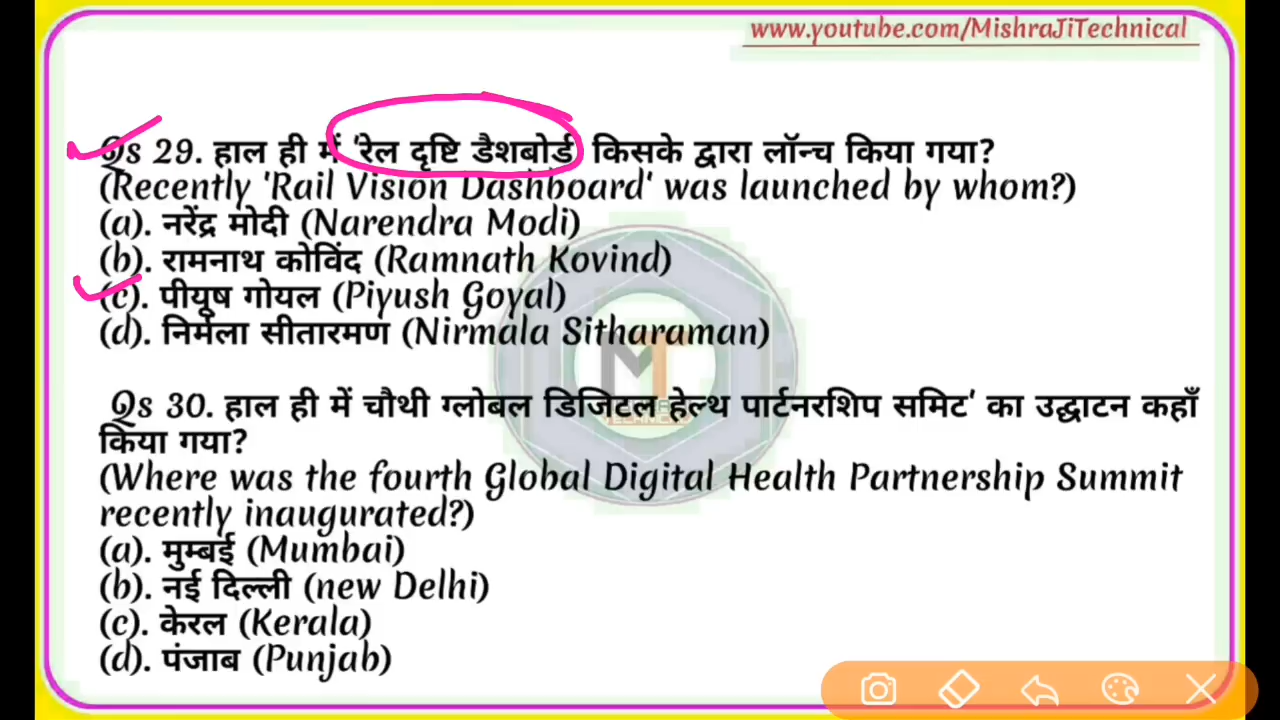 www.youtube.com/MishraJiTechnical
Qs 29. हाल ही में 'रेल दृष्टि डैशबोर्ड' किसके द्वारा लॉन्च किया गया?
(Recently 'Rail Vision Dashboard' was launched by whom?)
(a). नरेंद्र मोदी (Narendra Modi)
(b). रामनाथ कोविंद (Ramnath Kovind)
(c). पीयूष गोयल (Piyush Goyal)
(d). निर्मला सीतारमण (Nirmala Sitharaman)
Qs 30. हाल ही में चौथी ग्लोबल डिजिटल हेल्थ पार्टनरशिप समिट' का उद्घाटन कहाँ
किया गया?
(Where was the fourth Global Digital Health Partnership Summit
recently inaugurated?)
(a). मुम्बई (Mumbai)
(b). नई दिल्ली (new Delhi)
(c). केरल (Kerala)
(d). पंजाब (Punjab)
MT